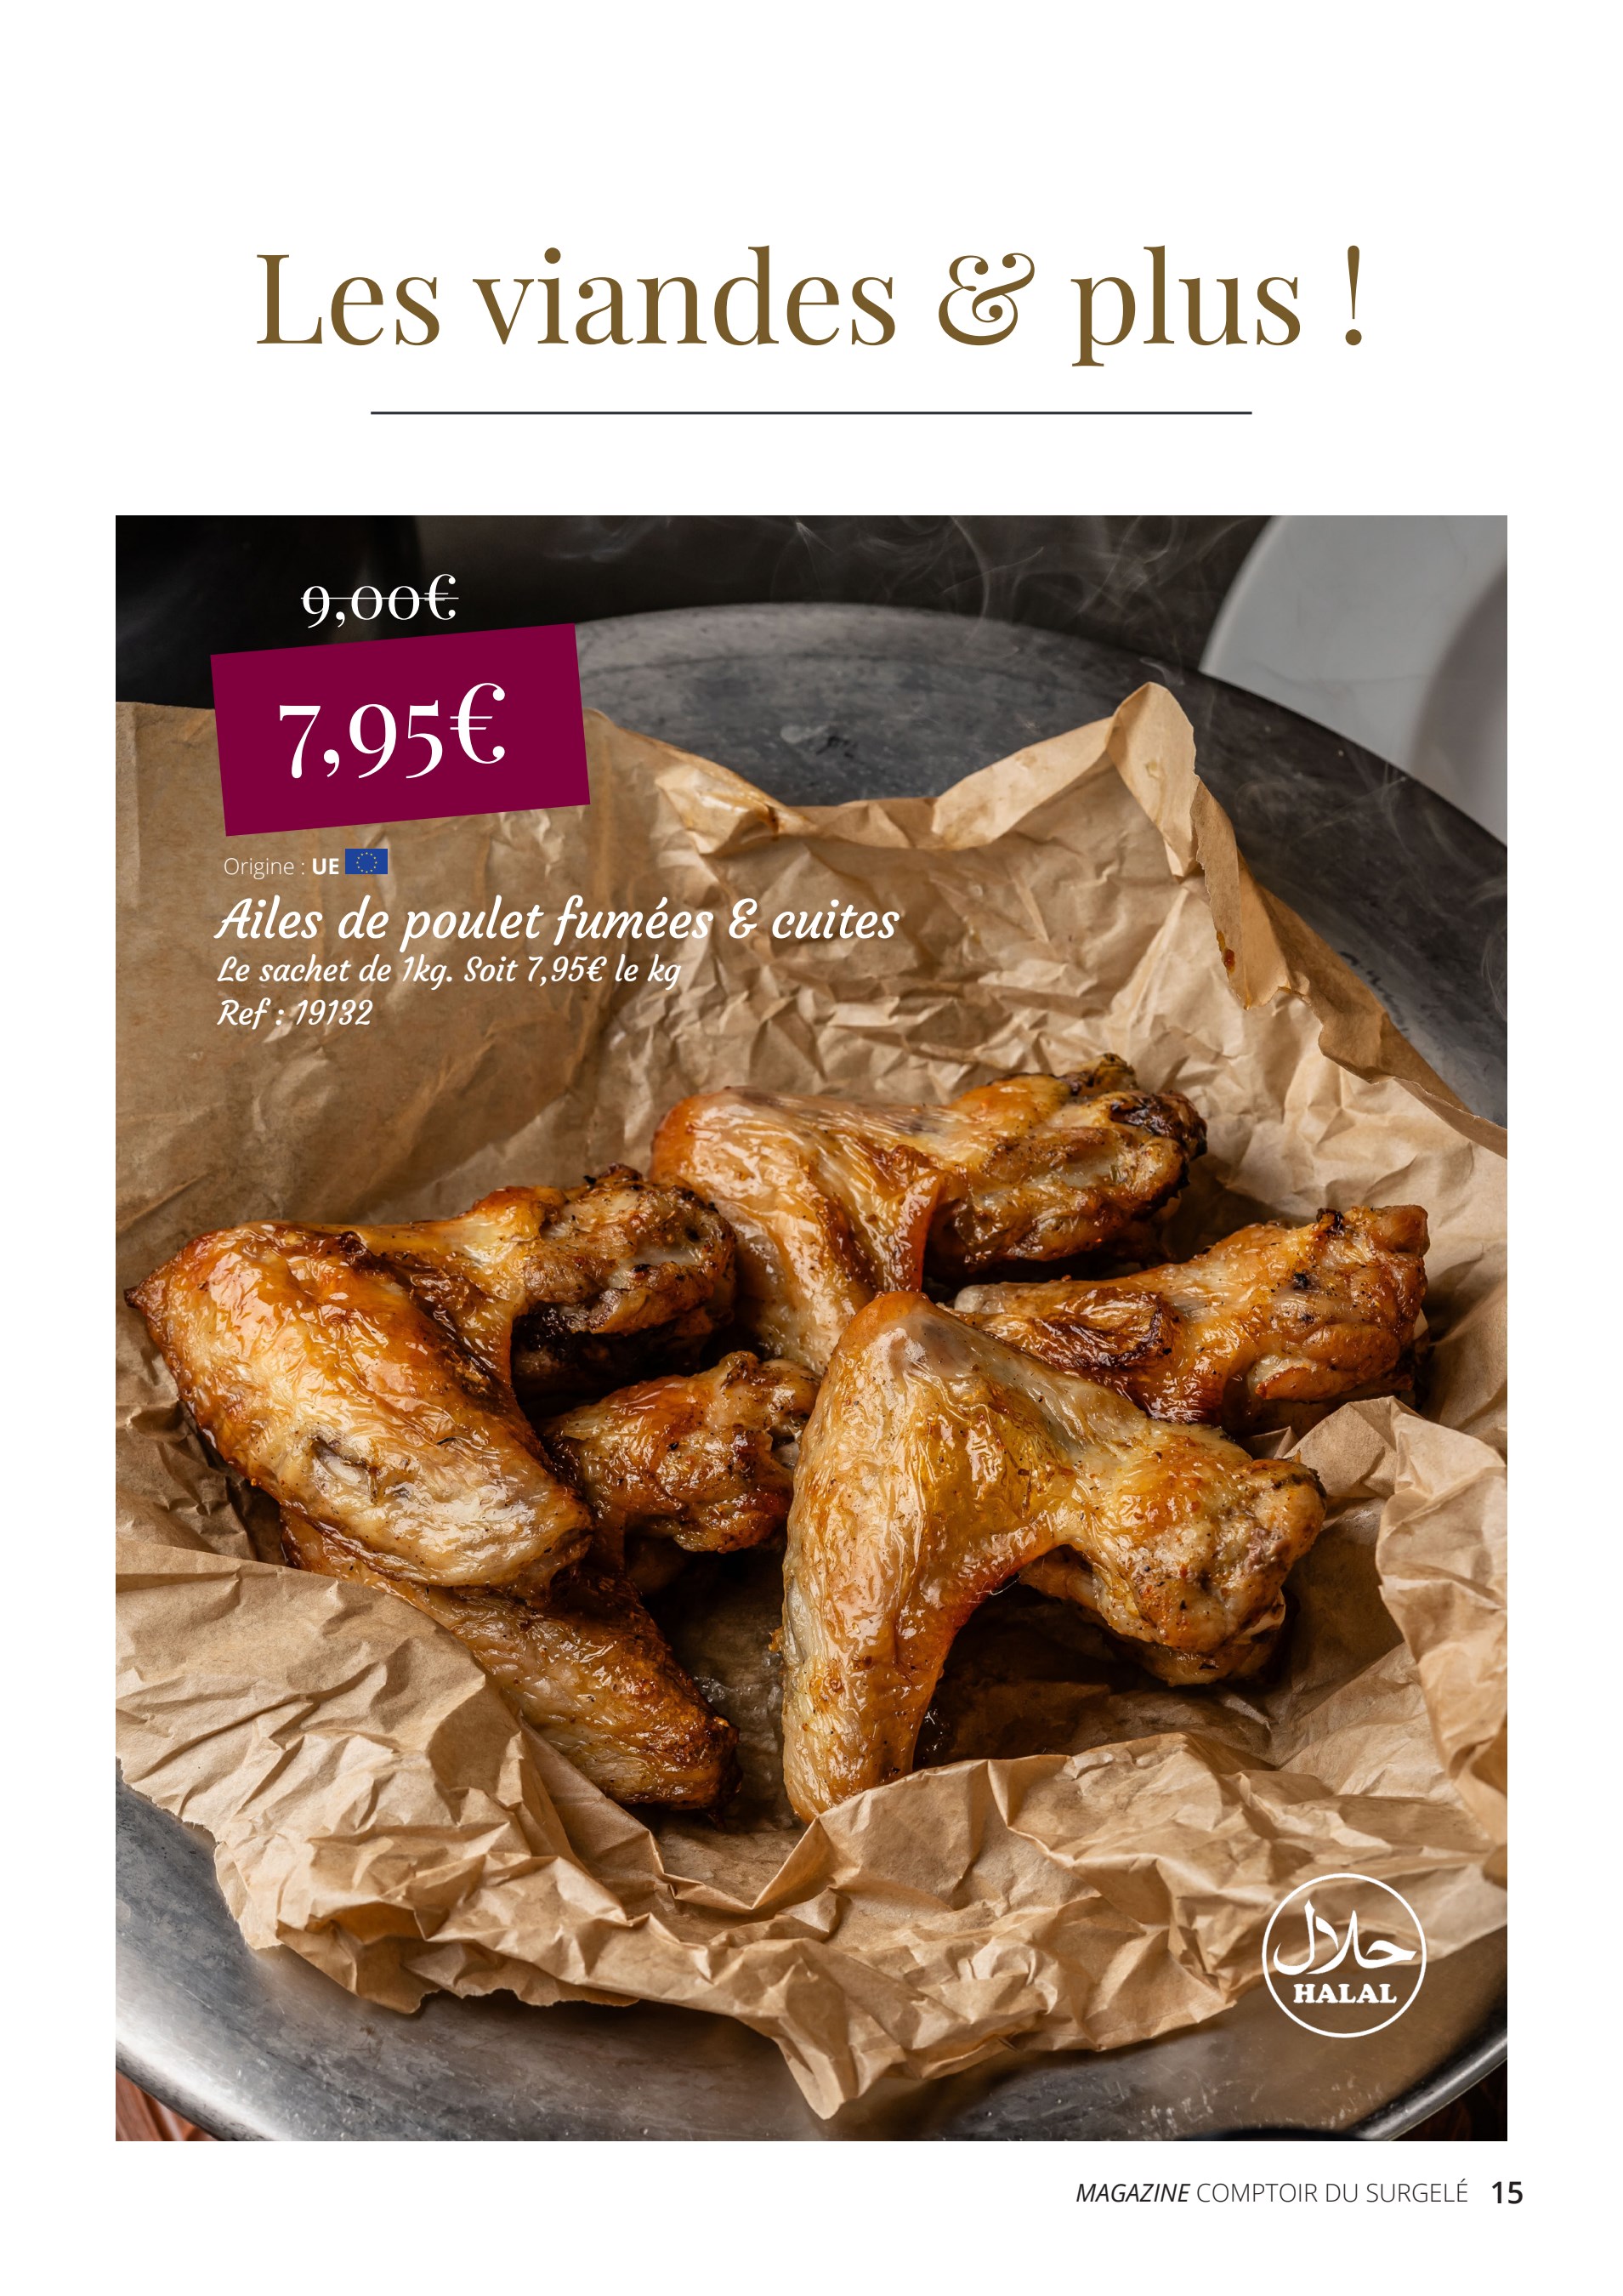 Les viandes & plus !
9,00€
7,95€
Origine : UE
Ailes de poulet fumées & cuites
Le sachet de 1kg. Soit 7,95€ le kg
Ref : 19132
حلال
HALAL
MAGAZINE COMPTOIR DU SURGELÉ 15